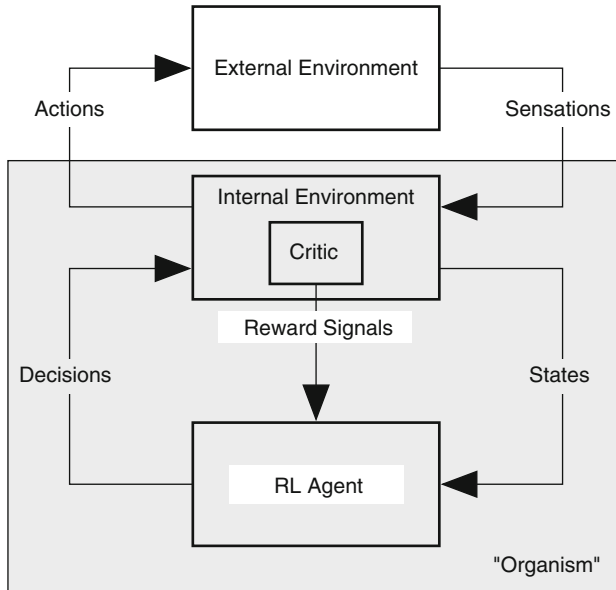 External Environment
Actions
Sensations
Internal Environment
Critic
Reward Signals
Decisions
States
RL Agent
"Organism"